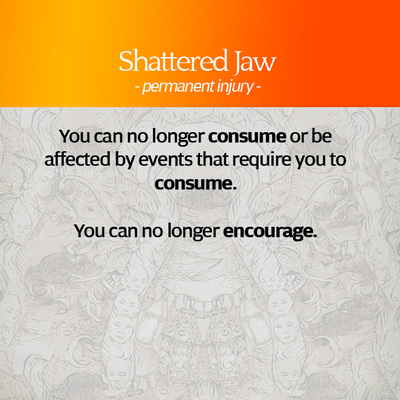 Shattered Jaw
- permanent injury -
You can no longer consume or be
affected by events that require you to
consume.
You can no longer encourage.